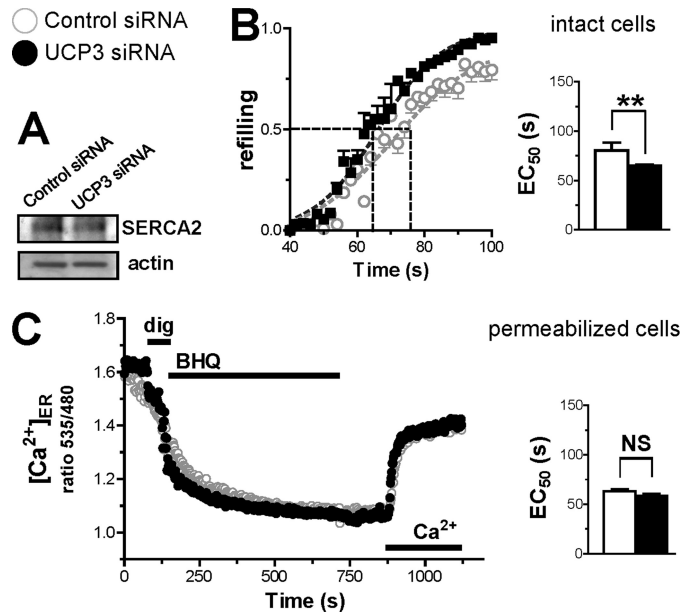 Control siRNA
UCP3 siRNA
A
Control siRNA
UCP3 siRNA
SERCA2
actin
B
intact cells
refilling
1.0
0.5
0.0
40
60
80
100
Time (s)
EC50 (s)
150
100
50
0
**
C
permeabilized cells
[Ca2+]ER
ratio 535/480
1.8
1.6
1.4
1.2
1.0
dig
BHQ
Ca2+
0
250
500
750
1000
Time (s)
EC50 (s)
150
100
50
0
NS